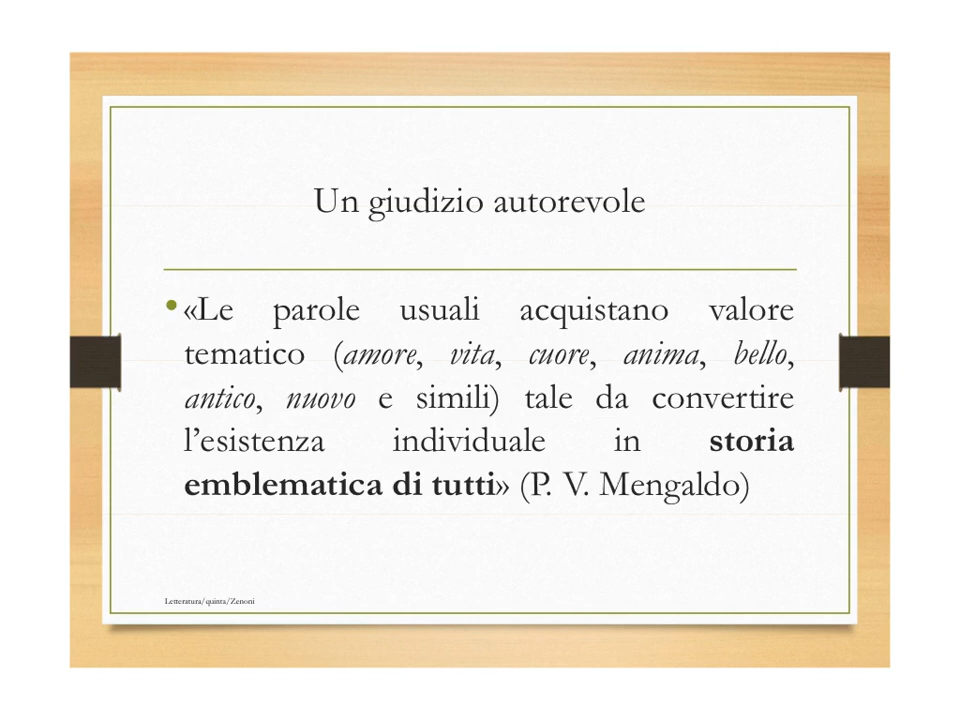 Un giudizio autorevole
•«Le parole usuali acquistano valore
tematico (amore, vita, cuore, anima, bello,
antico, nuovo e simili) tale da convertire
l’esistenza individuale in storia
emblematica di tutti» (P. V. Mengaldo)
Letteratura/quinta/Zenoni